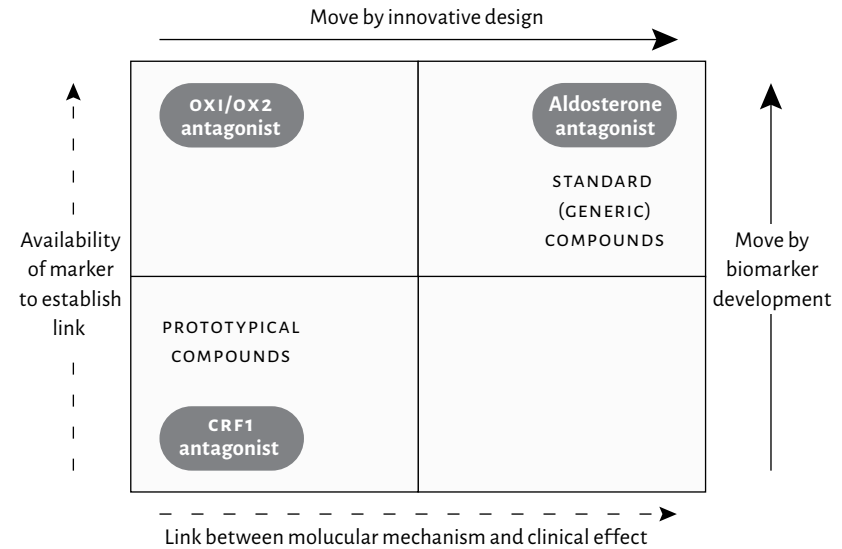 Move by innovative design
OX1/OX2
antagonist
Aldosterone
antagonist
STANDARD
(GENERIC)
COMPOUNDS
Availability
of marker
to establish
link
Move by
biomarker
development
PROTOTYPICAL
COMPOUNDS
CRF1
antagonist
Link between molucular mechanism and clinical effect